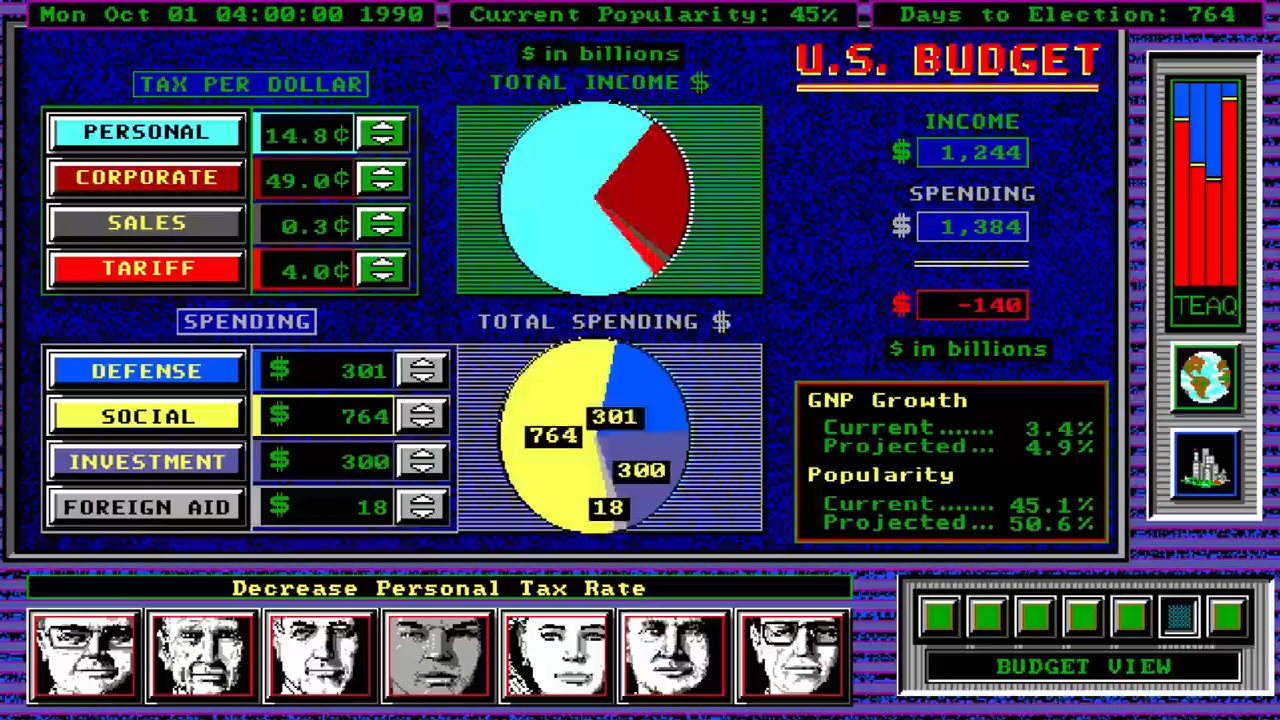 Mon Oct 01 04:00:00 1990
Current Popularity: 45%
Days to Election: 764
$ in billions
TOTAL INCOME $
U.S. BUDGET
TAX PER DOLLAR
PERSONAL 14.8¢
CORPORATE 49.0¢
SALES 0.3¢
TARIFF 4.0¢
INCOME
$ 1,244
SPENDING
$ 1,384
$ -140
$ in billions
TEAQ
SPENDING
TOTAL SPENDING $
DEFENSE $ 301
SOCIAL $ 764
INVESTMENT $ 300
FOREIGN AID $ 18
301
764
300
18
GNP Growth
Current....... 3.4%
Projected... 4.9%
Popularity
Current....... 45.1%
Projected... 50.6%
Decrease Personal Tax Rate
BUDGET VIEW